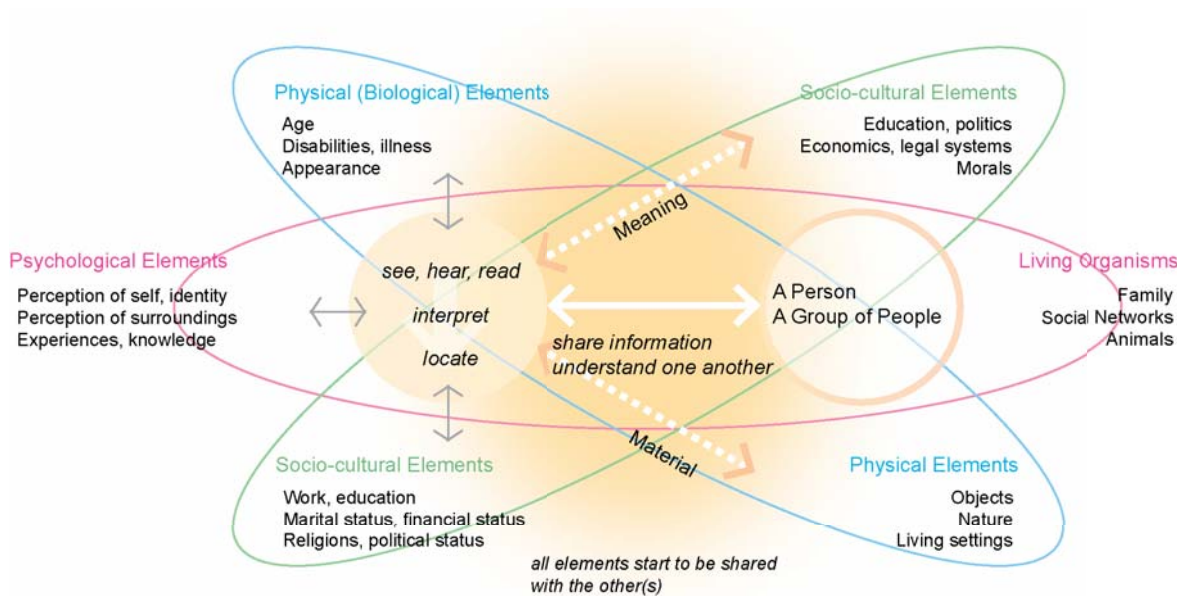 Physical (Biological) Elements
Age
Disabilities, illness
Appearance
Socio-cultural Elements
Education, politics
Economics, legal systems
Morals
Meaning
Psychological Elements
Perception of self, identity
Perception of surroundings
Experiences, knowledge
see, hear, read
interpret
locate
share information
understand one another
A Person
A Group of People
Living Organisms
Family
Social Networks
Animals
Material
Socio-cultural Elements
Work, education
Marital status, financial status
Religions, political status
Physical Elements
Objects
Nature
Living settings
all elements start to be shared
with the other(s)